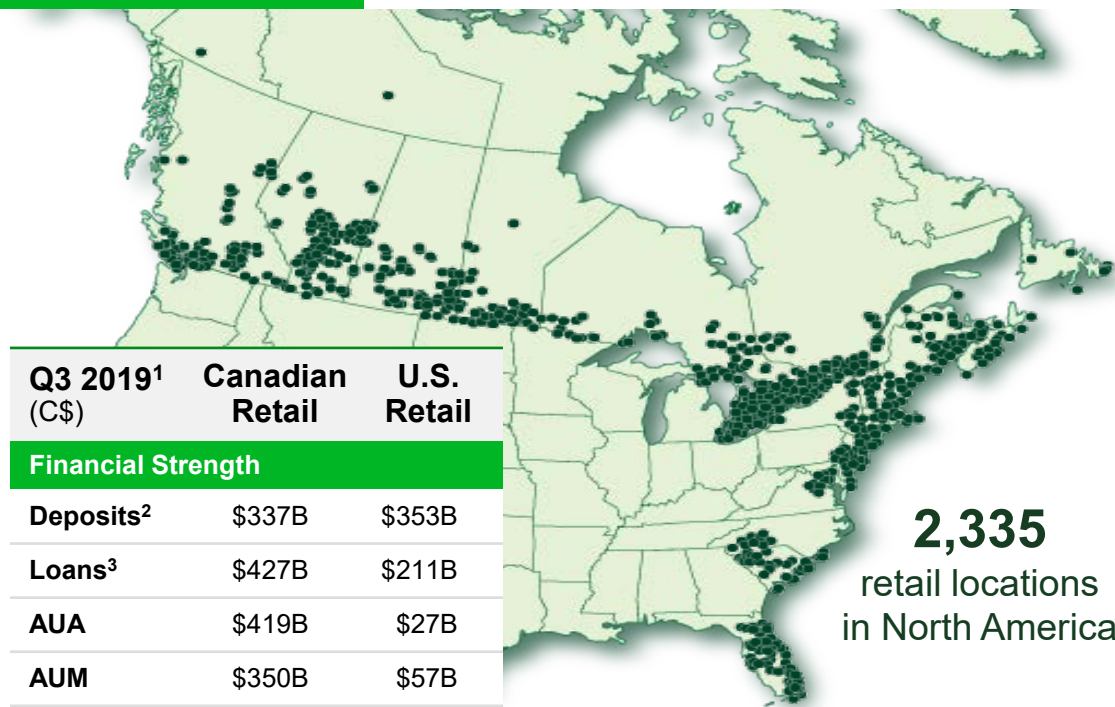 Q3 2019¹ Canadian U.S.
(C$) Retail Retail
Financial Strength
Deposits² $337B $353B
Loans³ $427B $211B
AUA $419B $27B
AUM $350B $57B
2,335
retail locations
in North America